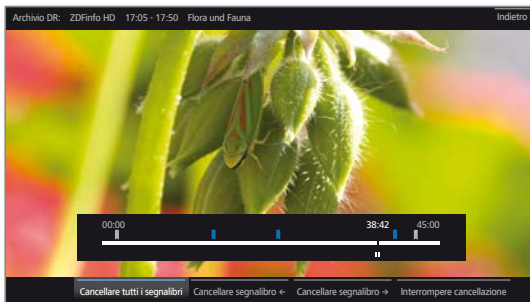 Archivio DR: ZDFinfo HD 17:05 - 17:50 Flora und Fauna Indietro
00:00 38:42 45:00
Cancellare tutti i segnalibri Cancellare segnalibro ← Cancellare segnalibro → Interrompere cancellazione